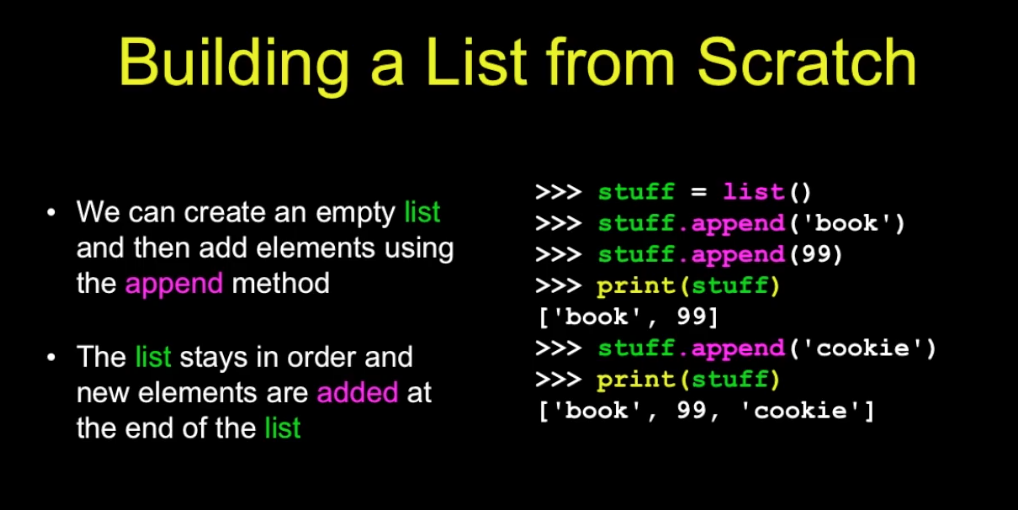 Building a List from Scratch
• We can create an empty list
and then add elements using
the append method
• The list stays in order and
new elements are added at
the end of the list
>>> stuff = list()
>>> stuff.append('book')
>>> stuff.append(99)
>>> print(stuff)
['book', 99]
>>> stuff.append('cookie')
>>> print(stuff)
['book', 99, 'cookie']